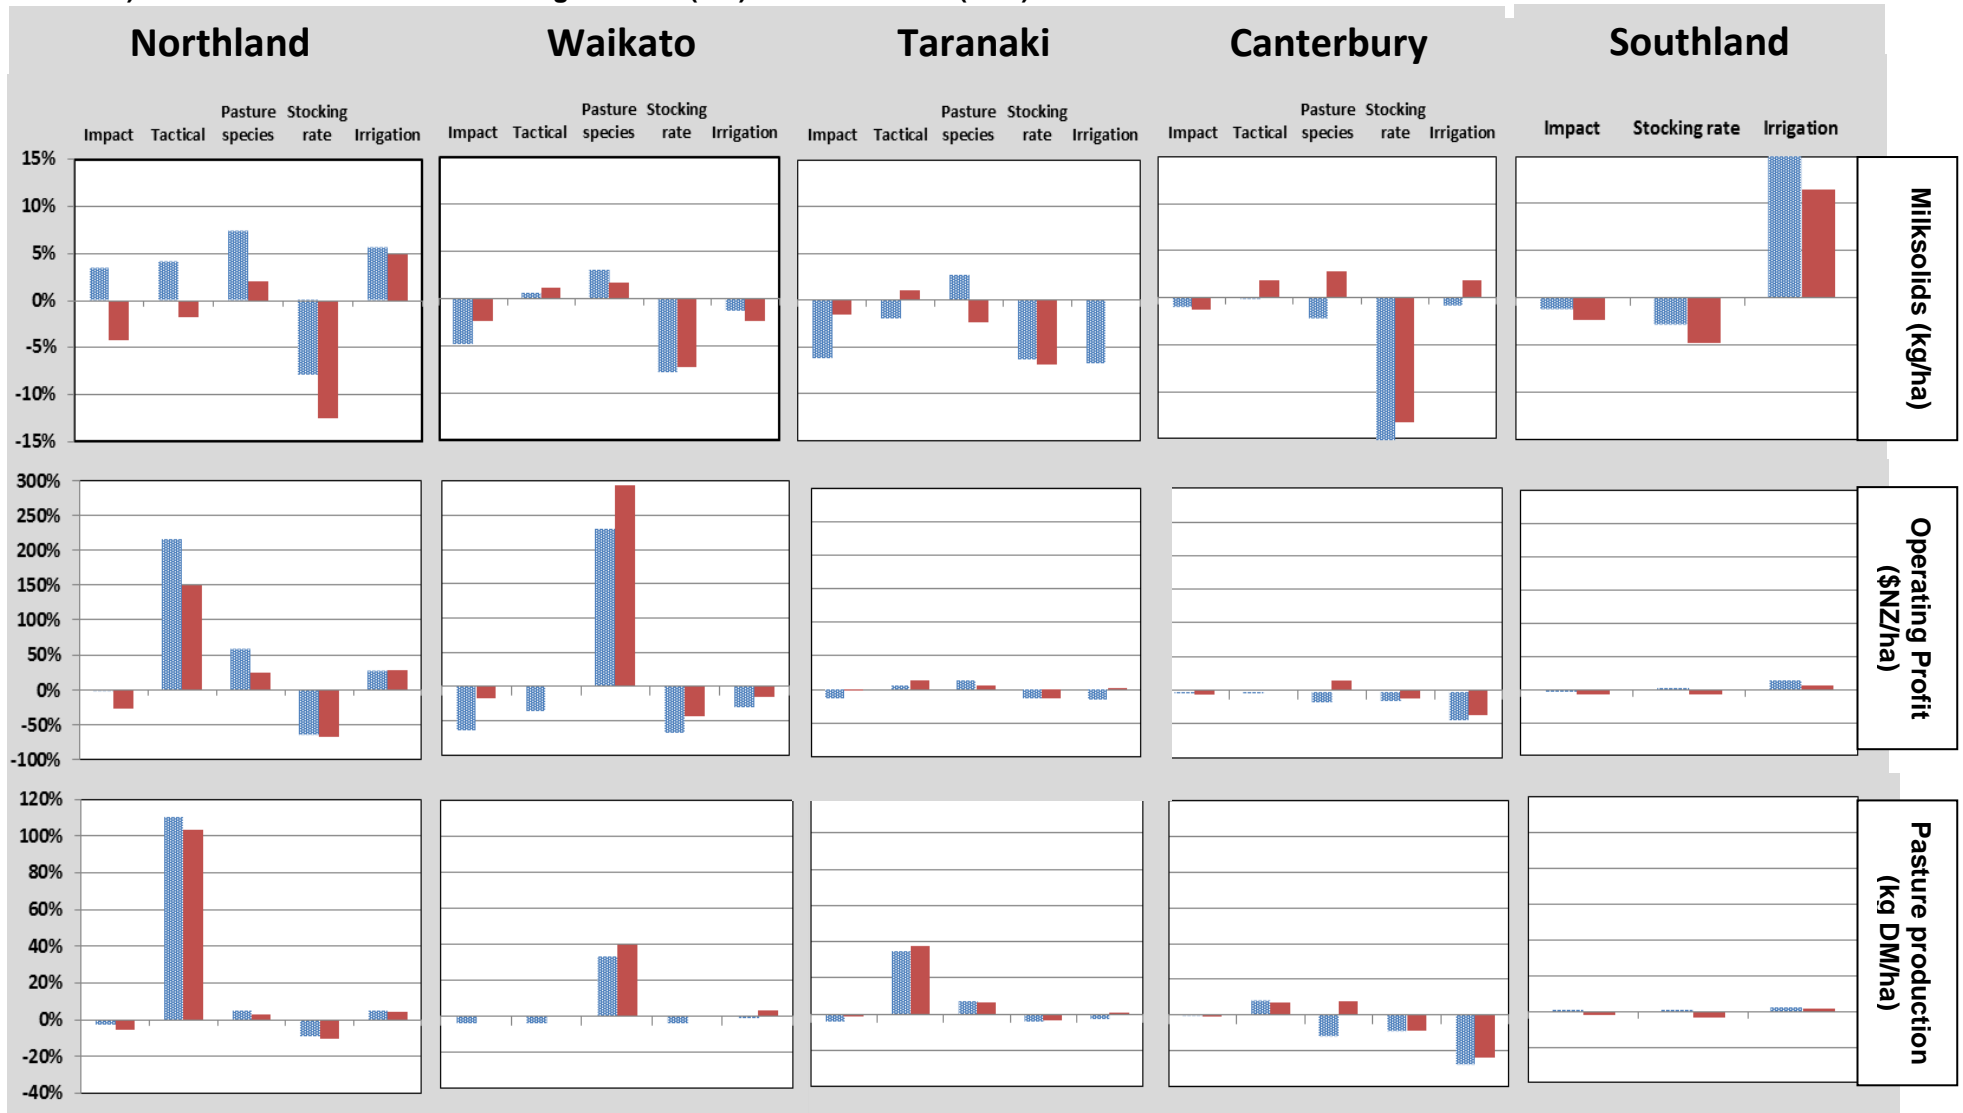 Northland
Waikato
Taranaki
Canterbury
Southland
Impact Tactical Pasture species Stocking rate Irrigation
Impact Tactical Pasture species Stocking rate Irrigation
Impact Tactical Pasture species Stocking rate Irrigation
Impact Tactical Pasture species Stocking rate Irrigation
Impact Stocking rate Irrigation
15%
10%
5%
0%
-5%
-10%
-15%
Milksolids (kg/ha)
300%
250%
200%
150%
100%
50%
0%
-50%
-100%
Operating Profit
($NZ/ha)
120%
100%
80%
60%
40%
20%
0%
-20%
-40%
Pasture production
(kg DM/ha)